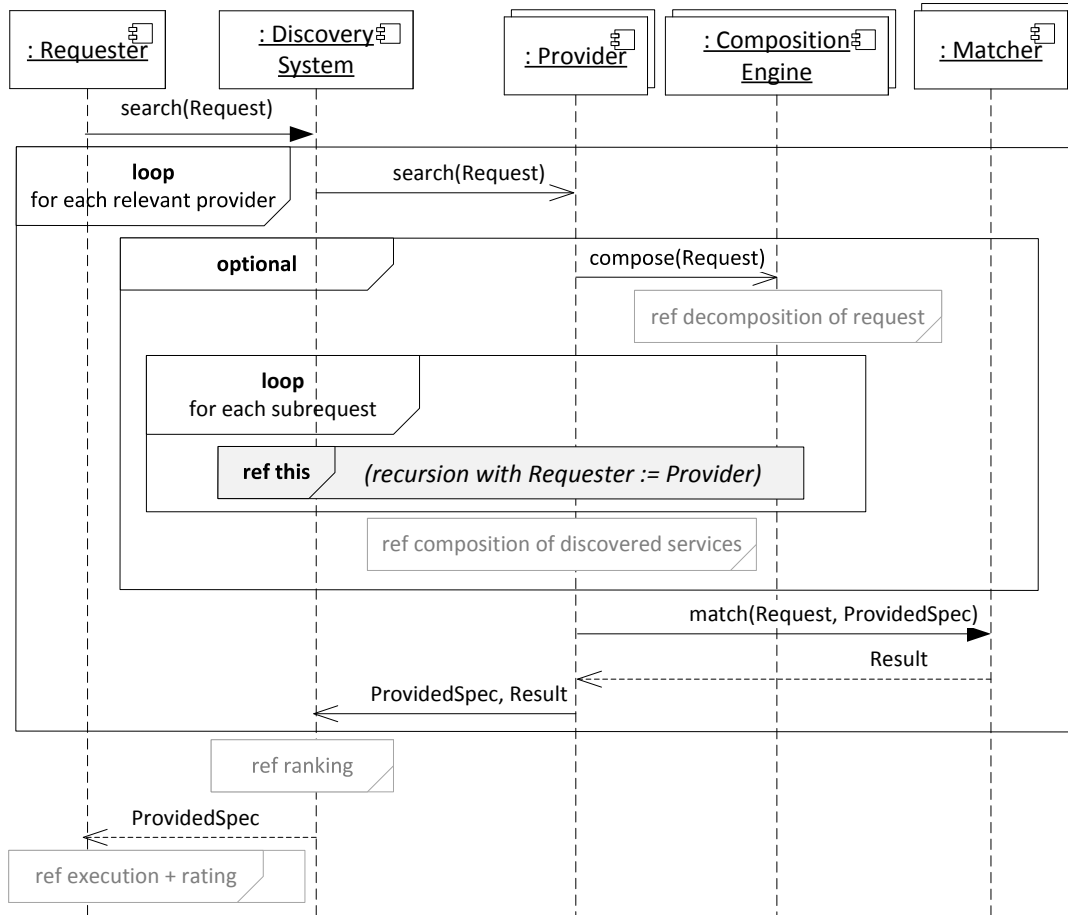 : Requester
: Discovery
System
: Provider
: Composition
Engine
: Matcher
search(Request)
loop
for each relevant provider
search(Request)
optional
compose(Request)
ref decomposition of request
loop
for each subrequest
ref this
(recursion with Requester := Provider)
ref composition of discovered services
match(Request, ProvidedSpec)
Result
ProvidedSpec, Result
ref ranking
ProvidedSpec
ref execution + rating